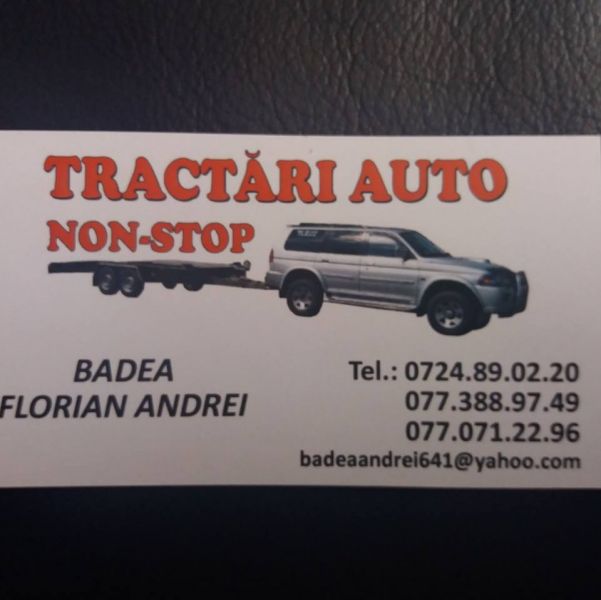 TRACTĂRI AUTO
NON-STOP
BADEA
FLORIAN ANDREI
Tel.: 0724.89.02.20
077.388.97.49
077.071.22.96
badeaandrei641@yahoo.com